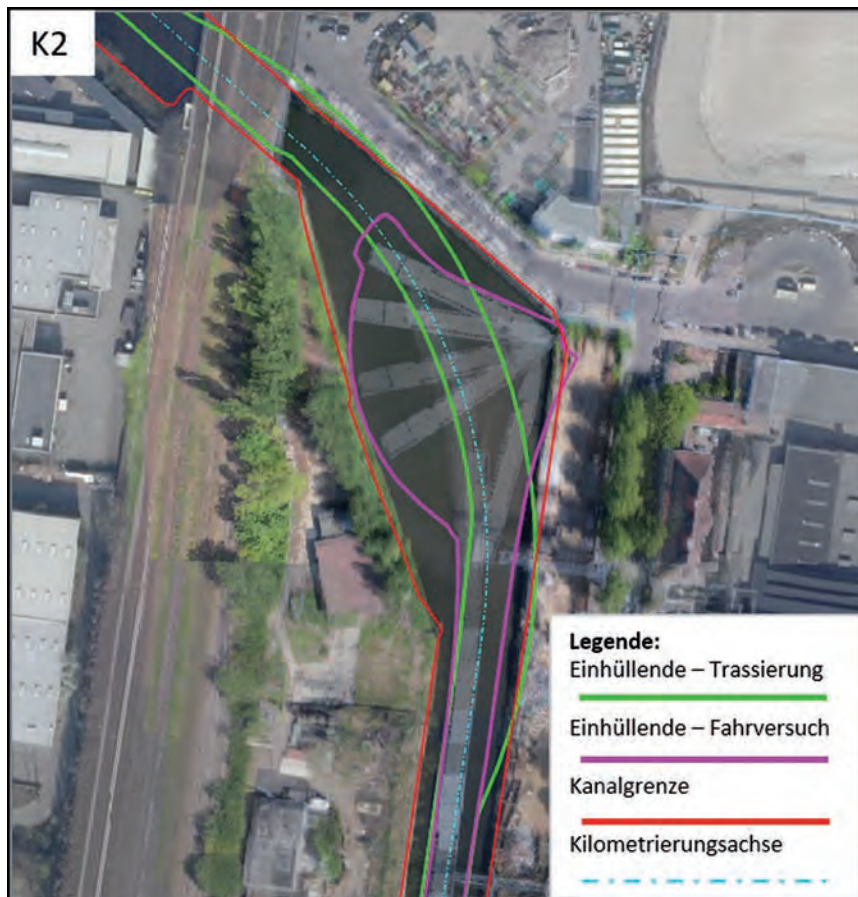 K2
Legende:
Einhüllende – Trassierung
Einhüllende – Fahrversuch
Kanalgrenze
Kilometrierungsachse